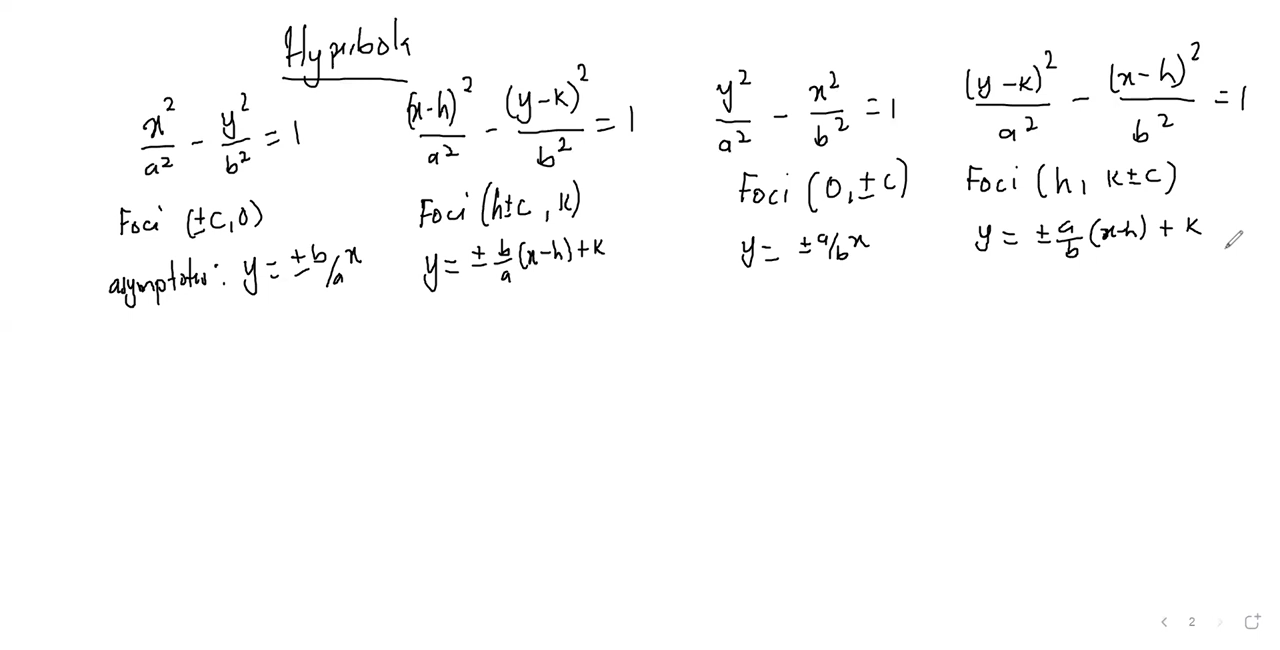 Hyperbola
x²/a² - y²/b² = 1
Foci (±c, 0)
asymptotes: y = ±b/a x
(x-h)²/a² - (y-k)²/b² = 1
Foci (h±c, k)
y = ± b/a (x-h) + k
y²/a² - x²/b² = 1
Foci (0, ±c)
y = ±a/b x
(y-k)²/a² - (x-h)²/b² = 1
Foci (h, k±c)
y = ± a/b (x-h) + k
2